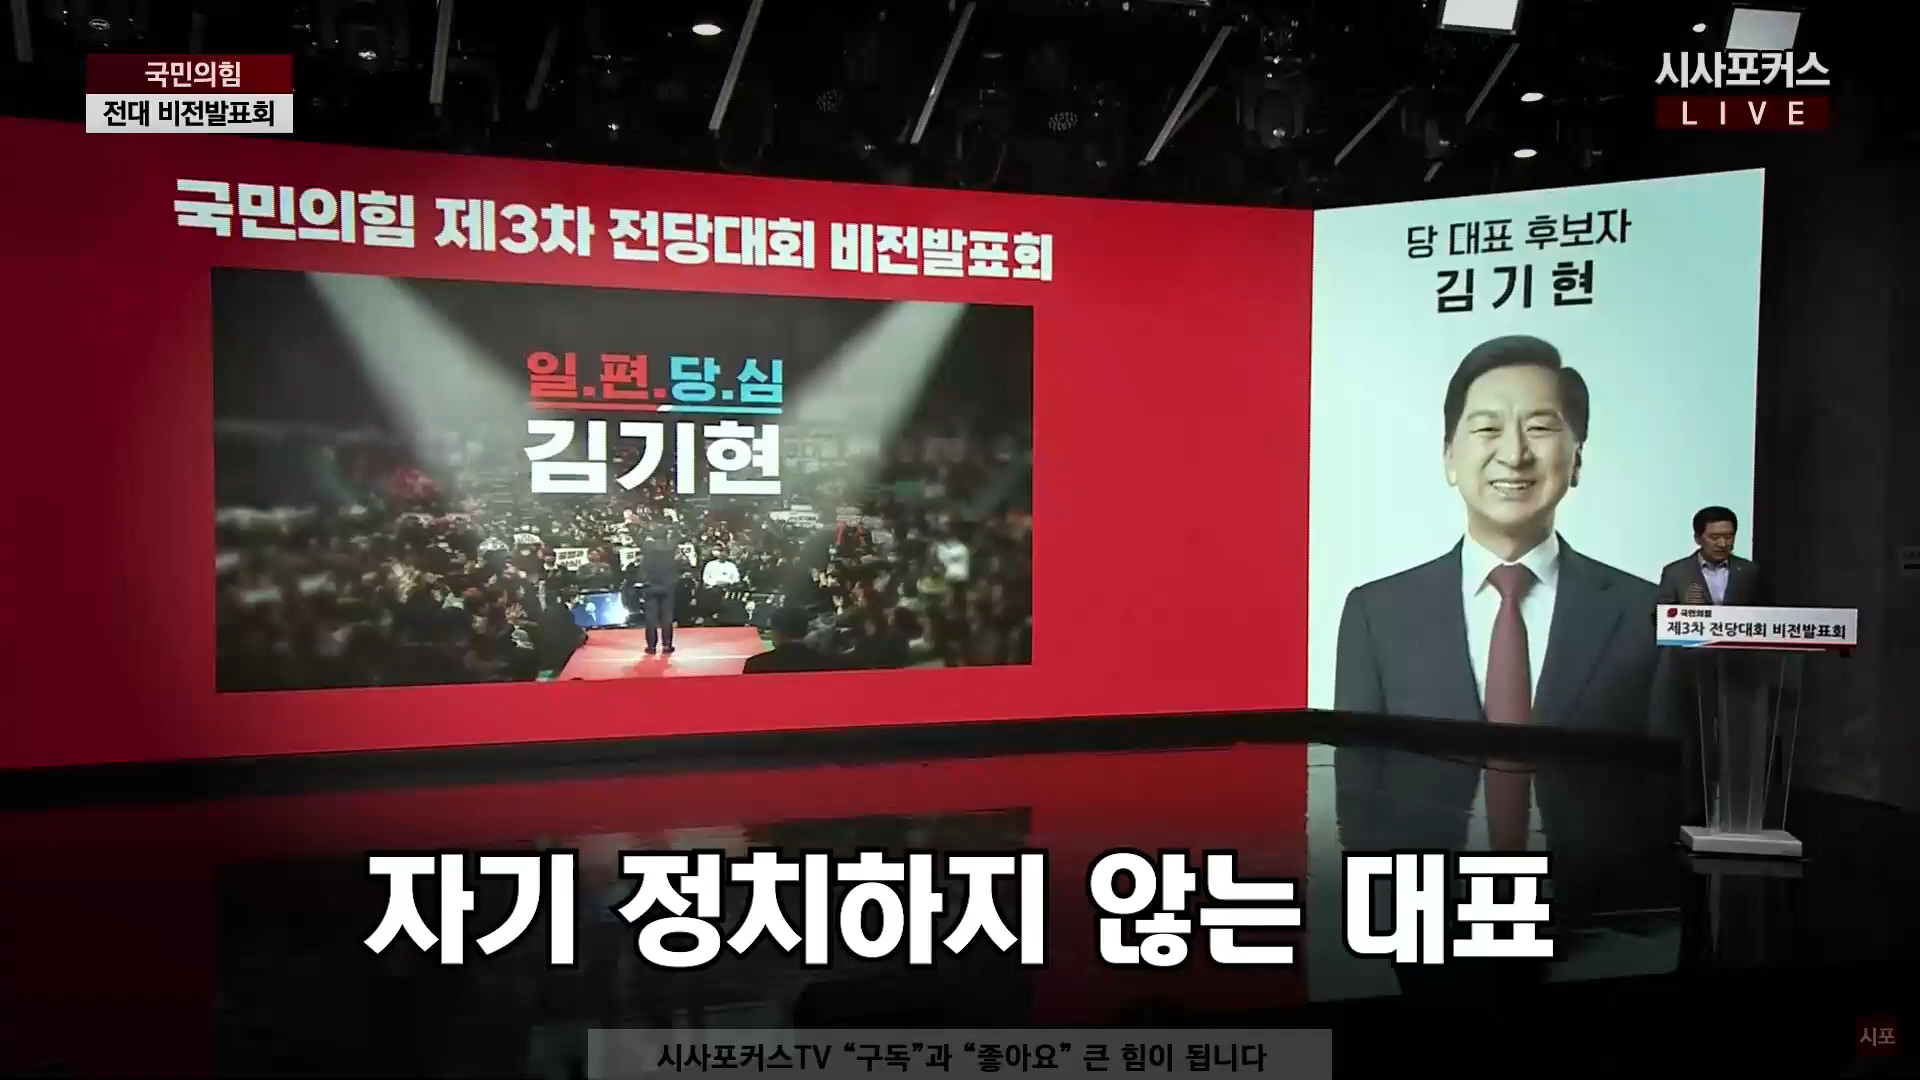 국민의힘
전대 비전발표회
시사포커스
LIVE
국민의힘 제3차 전당대회 비전발표회
당 대표 후보자
김기현
일.편.당.심
김기현
국민의힘
제3차 전당대회 비전발표회
자기 정치하지 않는 대표
시포
시사포커스TV “구독”과 “좋아요” 큰 힘이 됩니다